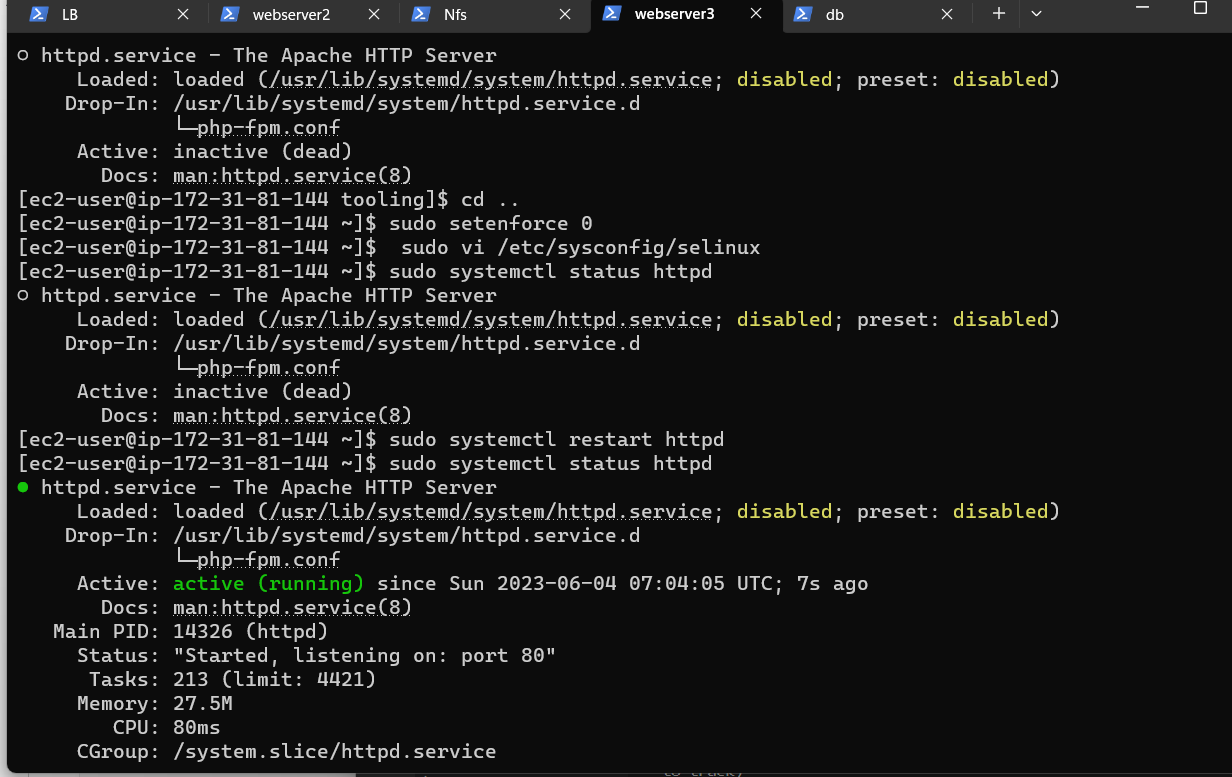 LB
webserver2
Nfs
webserver3
db
○ httpd.service - The Apache HTTP Server
Loaded: loaded (/usr/lib/systemd/system/httpd.service; disabled; preset: disabled)
Drop-In: /usr/lib/systemd/system/httpd.service.d
└─php-fpm.conf
Active: inactive (dead)
Docs: man:httpd.service(8)
[ec2-user@ip-172-31-81-144 tooling]$ cd ..
[ec2-user@ip-172-31-81-144 ~]$ sudo setenforce 0
[ec2-user@ip-172-31-81-144 ~]$  sudo vi /etc/sysconfig/selinux
[ec2-user@ip-172-31-81-144 ~]$ sudo systemctl status httpd
○ httpd.service - The Apache HTTP Server
Loaded: loaded (/usr/lib/systemd/system/httpd.service; disabled; preset: disabled)
Drop-In: /usr/lib/systemd/system/httpd.service.d
└─php-fpm.conf
Active: inactive (dead)
Docs: man:httpd.service(8)
[ec2-user@ip-172-31-81-144 ~]$ sudo systemctl restart httpd
[ec2-user@ip-172-31-81-144 ~]$ sudo systemctl status httpd
● httpd.service - The Apache HTTP Server
Loaded: loaded (/usr/lib/systemd/system/httpd.service; disabled; preset: disabled)
Drop-In: /usr/lib/systemd/system/httpd.service.d
└─php-fpm.conf
Active: active (running) since Sun 2023-06-04 07:04:05 UTC; 7s ago
Docs: man:httpd.service(8)
Main PID: 14326 (httpd)
Status: "Started, listening on: port 80"
Tasks: 213 (limit: 4421)
Memory: 27.5M
CPU: 80ms
CGroup: /system.slice/httpd.service